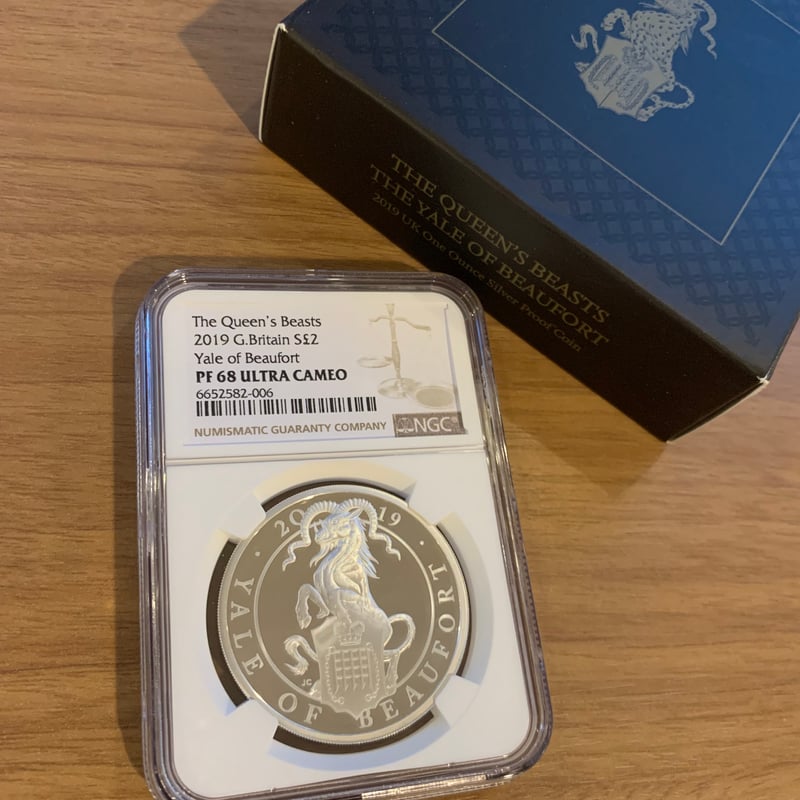 THE QUEEN'S BEASTS
THE YALE OF BEAUFORT
2019 UK One Ounce Silver Proof Coin
The Queen's Beasts
2019 G.Britain S£2
Yale of Beaufort
PF 68 ULTRA CAMEO
6652582-006
NUMISMATIC GUARANTY COMPANY
NGC
2019
· YALE OF BEAUFORT ·
JC